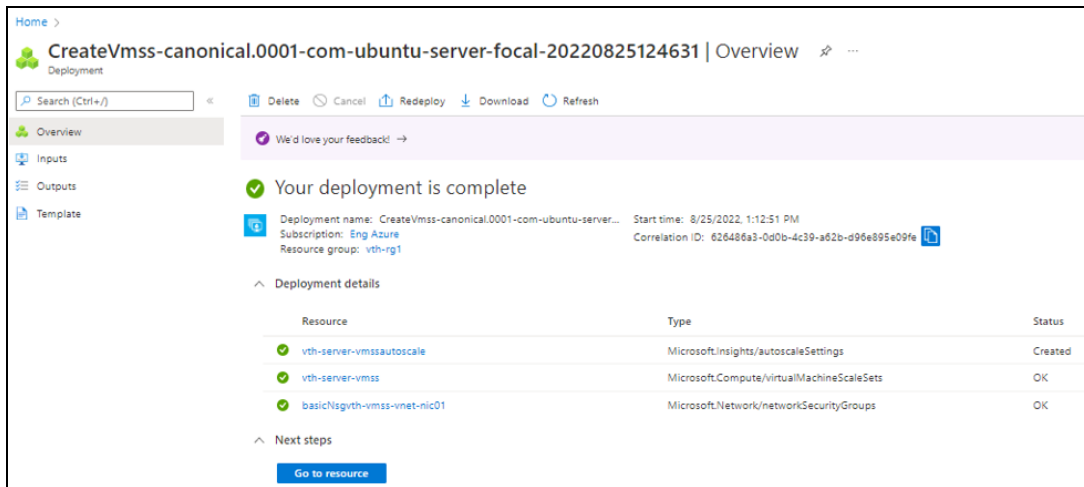 Home >
CreateVmss-canonical.0001-com-ubuntu-server-focal-20220825124631 | Overview ...
Deployment
Search (Ctrl+/) «
Delete Cancel Redeploy Download Refresh
Overview
We'd love your feedback! →
Inputs
Outputs
Your deployment is complete
Template
Deployment name: CreateVmss-canonical.0001-com-ubuntu-server... Start time: 8/25/2022, 1:12:51 PM
Subscription: Eng Azure Correlation ID: 626486a3-0d0b-4c39-a62b-d96e895e09fe
Resource group: vth-rg1
Deployment details
Resource Type Status
vth-server-vmssautoscale Microsoft.Insights/autoscaleSettings Created
vth-server-vmss Microsoft.Compute/virtualMachineScaleSets OK
basicNsgvth-vmss-vnet-nic01 Microsoft.Network/networkSecurityGroups OK
Next steps
Go to resource